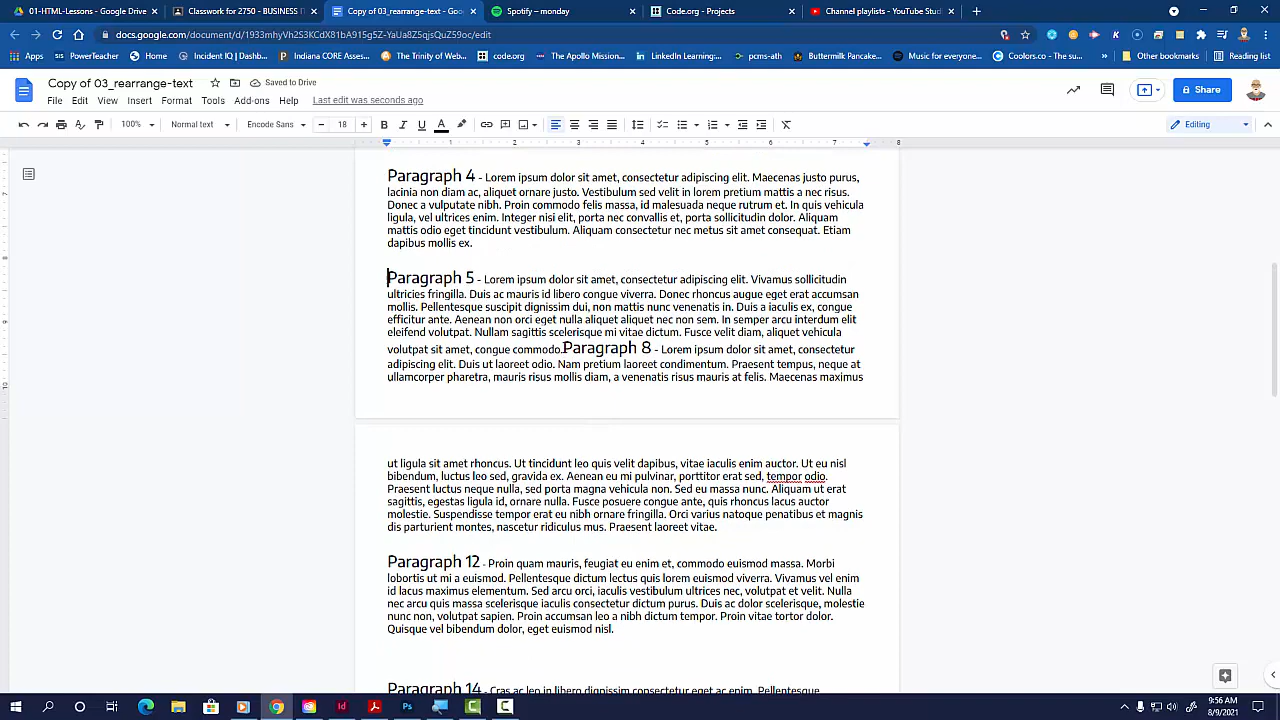 01-HTML-Lessons - Google Drive
Classwork for 2750 - BUSINESS
Copy of 03_rearrange-text - Goo
Spotify – monday
Code.org - Projects
Channel playlists - YouTube Studi
docs.google.com/document/d/1933mhyVh2S3KCdX81bA915g5Z-YaUa8Z5qjsQuZ59oc/edit
Apps
PowerTeacher
Home
Incident IQ | Dashb...
Indiana CORE Asses...
The Trinity of Web...
code.org
The Apollo Mission...
LinkedIn Learning:...
pcms-ath
Buttermilk Pancake...
Music for everyone...
Coolors.co - The su...
Other bookmarks
Reading list
Copy of 03_rearrange-text
Saved to Drive
File Edit View Insert Format Tools Add-ons Help Last edit was seconds ago
Share
100% Normal text Encode Sans 18 B I U A
Editing
1 2 3 4 5 6 7 8
Paragraph 4 - Lorem ipsum dolor sit amet, consectetur adipiscing elit. Maecenas justo purus,
lacinia non diam ac, aliquet ornare justo. Vestibulum sed velit in lorem pretium mattis a nec risus.
Donec a vulputate nibh. Proin commodo felis massa, id malesuada neque rutrum et. In quis vehicula
ligula, vel ultrices enim. Integer nisi elit, porta nec convallis et, porta sollicitudin dolor. Aliquam
mattis odio eget tincidunt vestibulum. Aliquam consectetur nec metus sit amet consequat. Etiam
dapibus mollis ex.
Paragraph 5 - Lorem ipsum dolor sit amet, consectetur adipiscing elit. Vivamus sollicitudin
ultricies fringilla. Duis ac mauris id libero congue viverra. Donec rhoncus augue eget erat accumsan
mollis. Pellentesque suscipit dignissim dui, non mattis nunc venenatis in. Duis a iaculis ex, congue
efficitur ante. Aenean non orci eget nulla aliquet aliquet nec non sem. In semper arcu interdum elit
eleifend volutpat. Nullam sagittis scelerisque mi vitae dictum. Fusce velit diam, aliquet vehicula
volutpat sit amet, congue commodo.Paragraph 8 - Lorem ipsum dolor sit amet, consectetur
adipiscing elit. Duis ut laoreet odio. Nam pretium laoreet condimentum. Praesent tempus, neque at
ullamcorper pharetra, mauris risus mollis diam, a venenatis risus mauris at felis. Maecenas maximus
ut ligula sit amet rhoncus. Ut tincidunt leo quis velit dapibus, vitae iaculis enim auctor. Ut eu nisl
bibendum, luctus leo sed, gravida ex. Aenean eu mi pulvinar, porttitor erat sed, tempor odio.
Praesent luctus neque nulla, sed porta magna vehicula non. Sed eu massa nunc. Aliquam ut erat
sagittis, egestas ligula id, ornare nulla. Fusce posuere congue ante, quis rhoncus lacus auctor
molestie. Suspendisse tempor erat eu nibh ornare fringilla. Orci varius natoque penatibus et magnis
dis parturient montes, nascetur ridiculus mus. Praesent laoreet vitae.
Paragraph 12 - Proin quam mauris, feugiat eu enim et, commodo euismod massa. Morbi
lobortis ut mi a euismod. Pellentesque dictum lectus quis lorem euismod viverra. Vivamus vel enim
id lacus maximus elementum. Sed arcu orci, iaculis vestibulum ultrices nec, volutpat et velit. Nulla
nec arcu quis massa scelerisque iaculis consectetur dictum purus. Duis ac dolor scelerisque, molestie
nunc non, volutpat sapien. Proin accumsan leo a nibh dictum tempor. Proin vitae tortor dolor.
Quisque vel bibendum dolor, eget euismod nisl.
Paragraph 14 - Cras ac leo in libero dignissim consectetur eget ac enim. Pellentesque
9:56 AM
8/9/2021